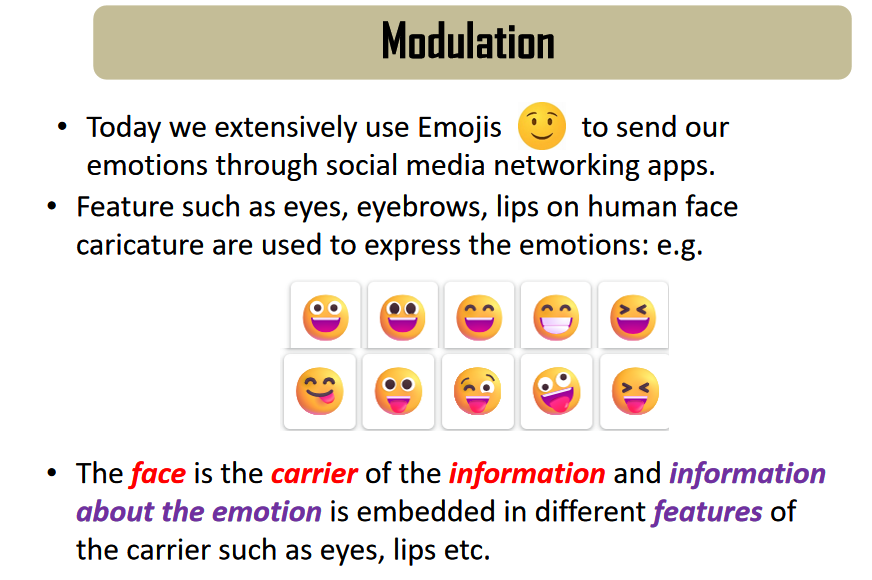 Modulation
• Today we extensively use Emojis 🙂 to send our
emotions through social media networking apps.
• Feature such as eyes, eyebrows, lips on human face
caricature are used to express the emotions: e.g.
• The face is the carrier of the information and information
about the emotion is embedded in different features of
the carrier such as eyes, lips etc.